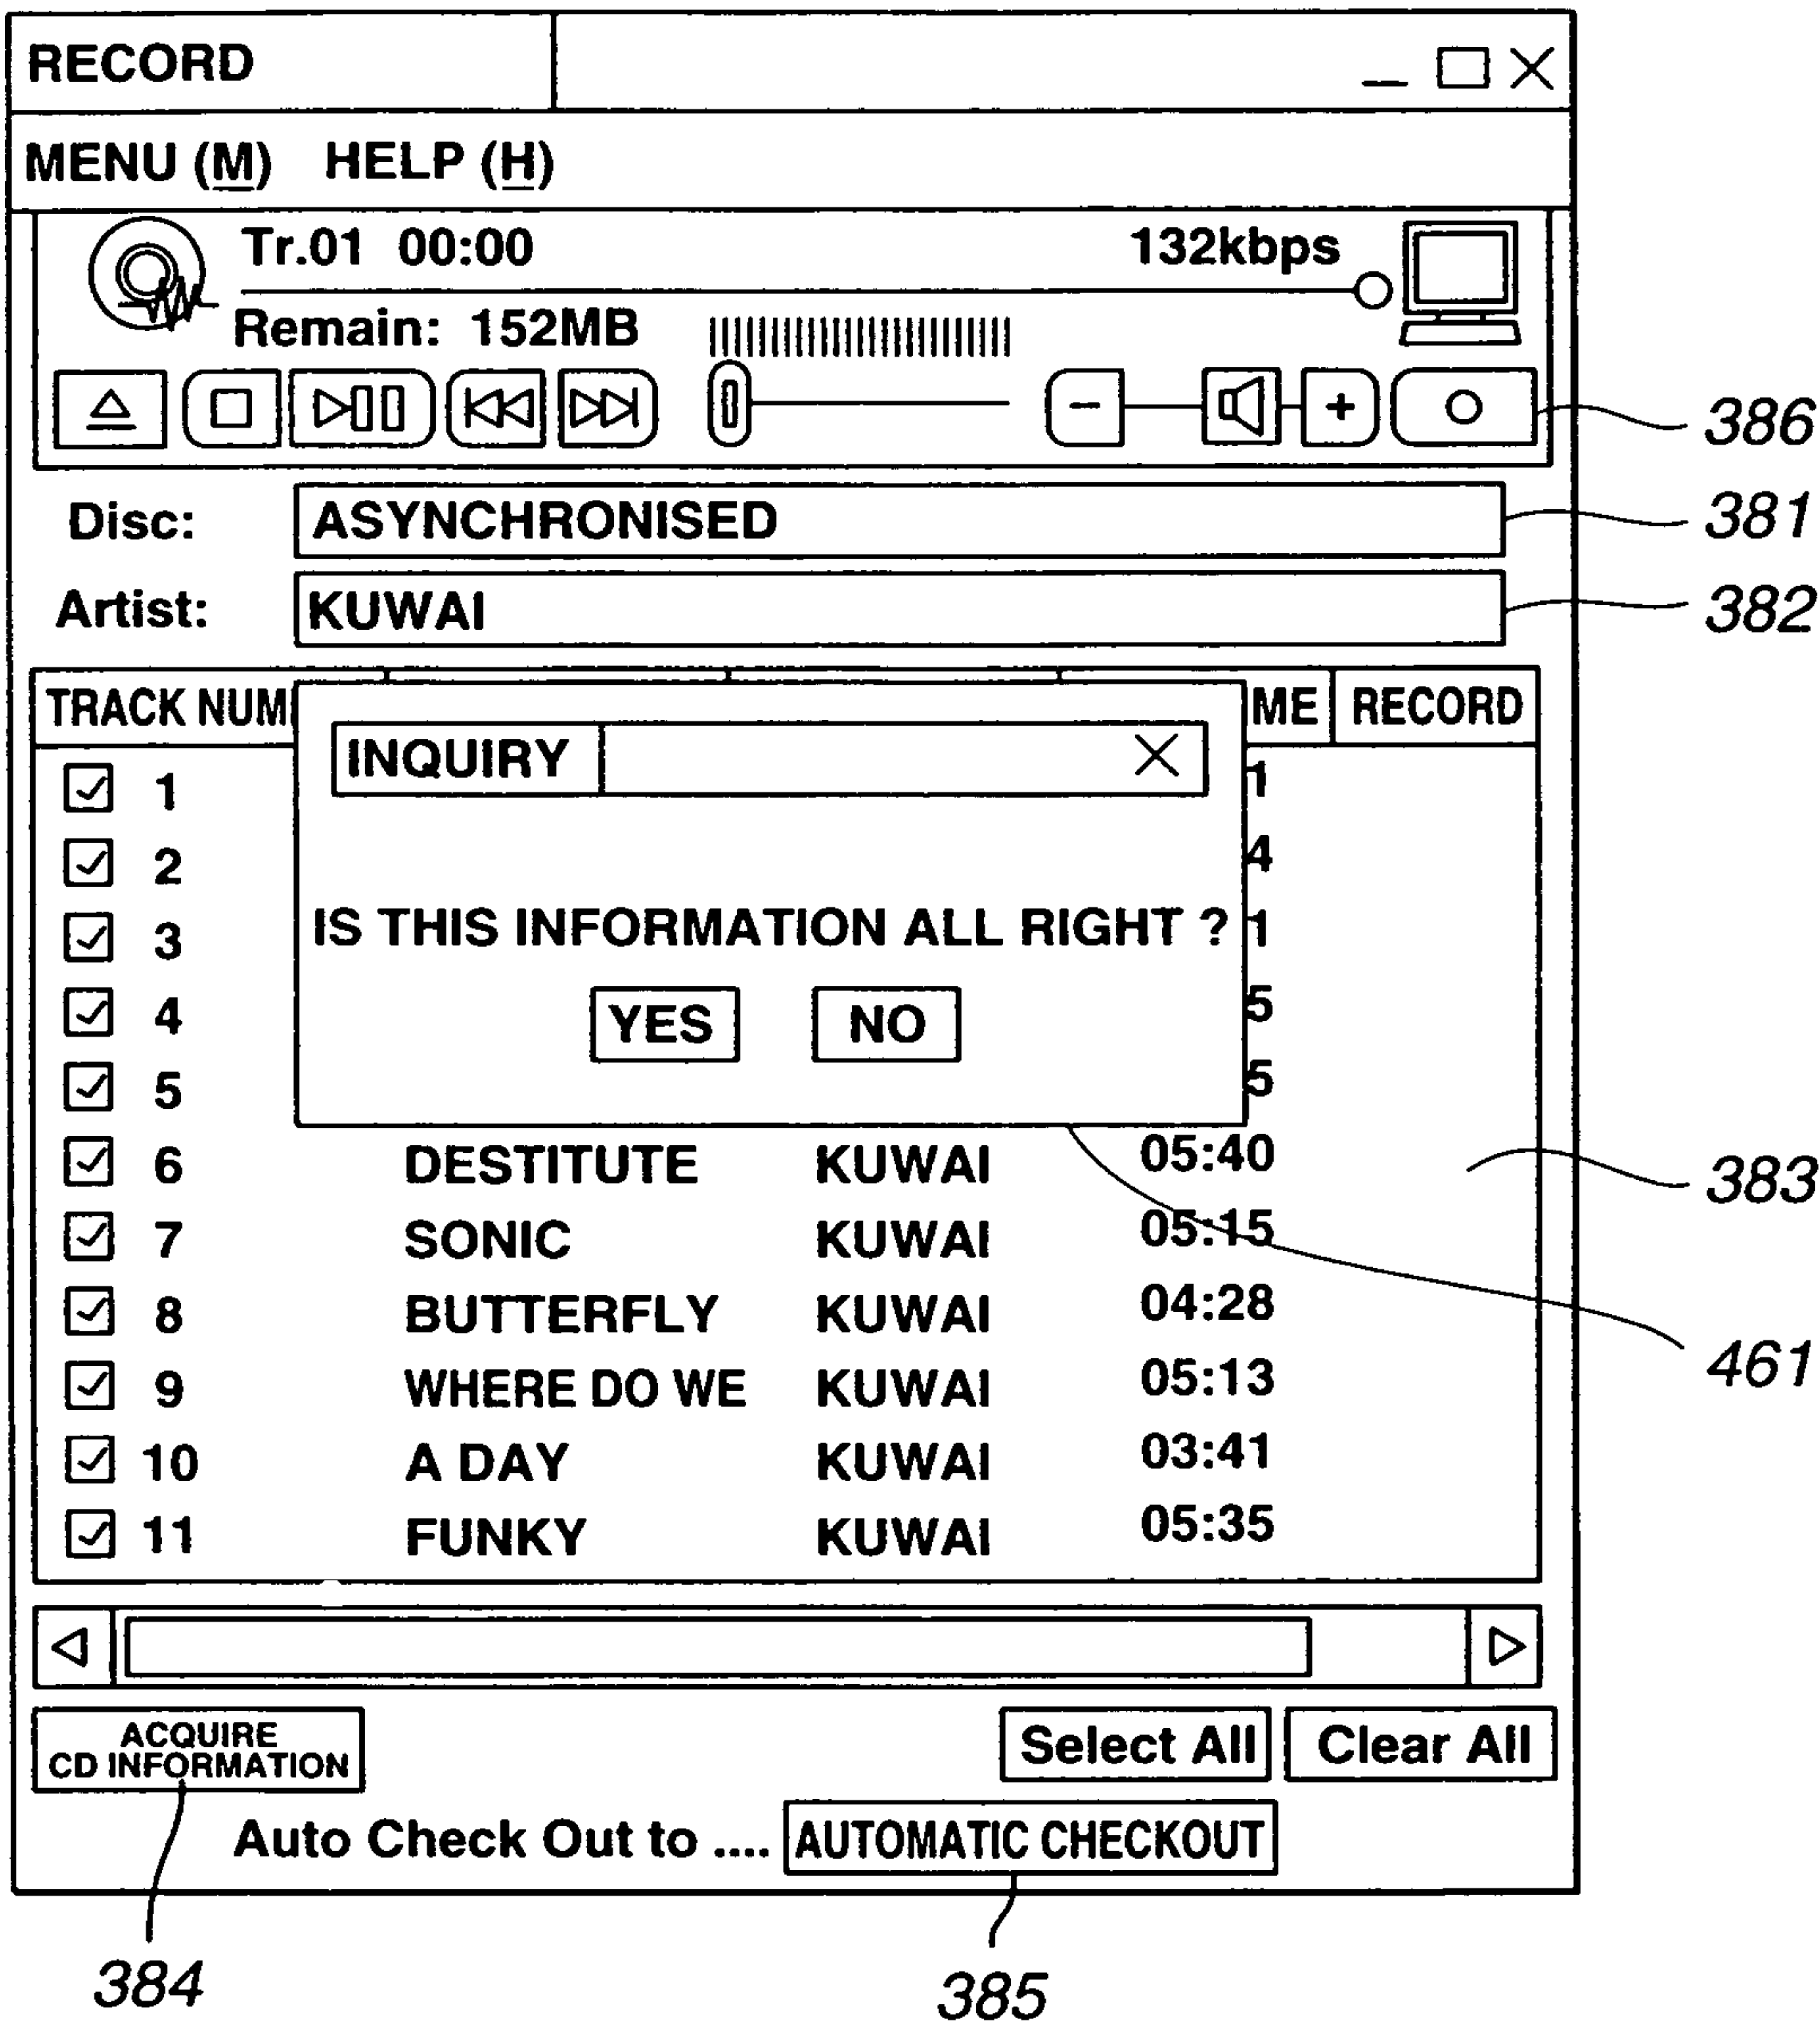 RECORD
MENU (M) HELP (H)
Tr.01 00:00 132kbps
Remain: 152MB
386
Disc: ASYNCHRONISED
381
Artist: KUWAI
382
TRACK NUM ME RECORD
INQUIRY
1 1
2 4
IS THIS INFORMATION ALL RIGHT ?
3 1
4 5
YES NO
5 5
6 DESTITUTE KUWAI 05:40
383
7 SONIC KUWAI 05:15
8 BUTTERFLY KUWAI 04:28
461
9 WHERE DO WE KUWAI 05:13
10 A DAY KUWAI 03:41
11 FUNKY KUWAI 05:35
ACQUIRE
CD INFORMATION
Select All Clear All
Auto Check Out to .... AUTOMATIC CHECKOUT
384
385